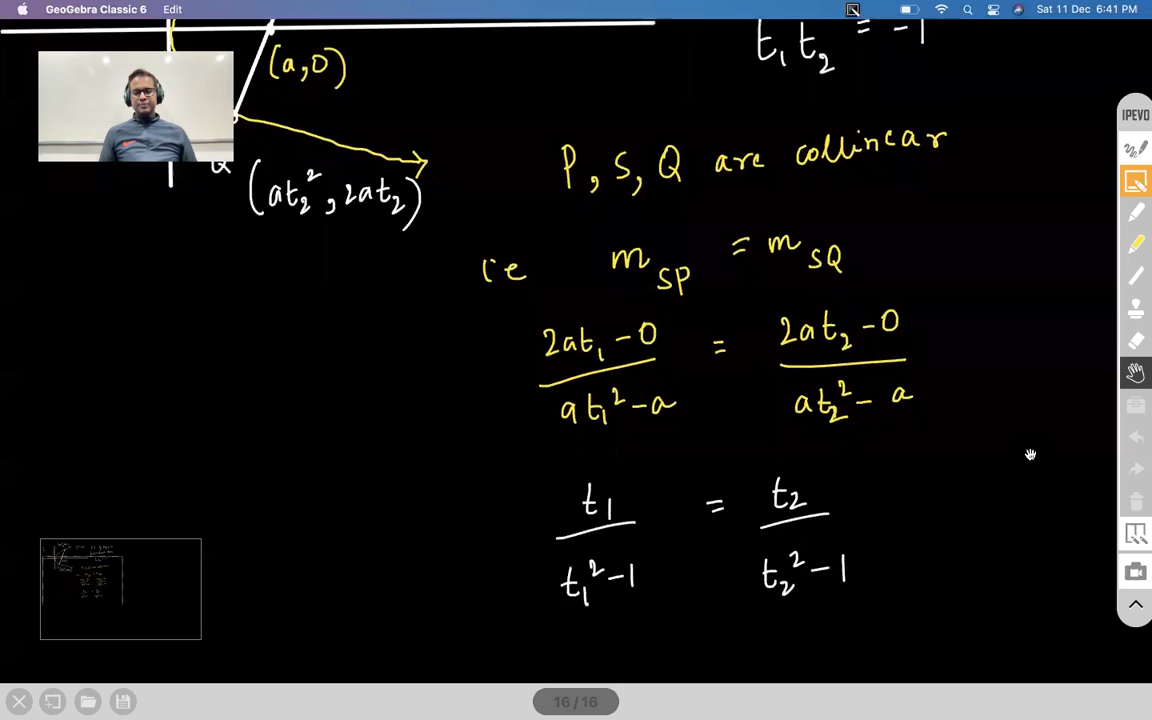 GeoGebra Classic 6 Edit Sat 11 Dec 6:41 PM
t₁ t₂ = -1
(a,0)
IPEVO
P, S, Q are collinear
Q
(at₂², 2at₂)
ie m_SP = m_SQ
2at₁ - 0 / at₁² - a = 2at₂ - 0 / at₂² - a
t₁ / t₁² - 1 = t₂ / t₂² - 1
16 / 16